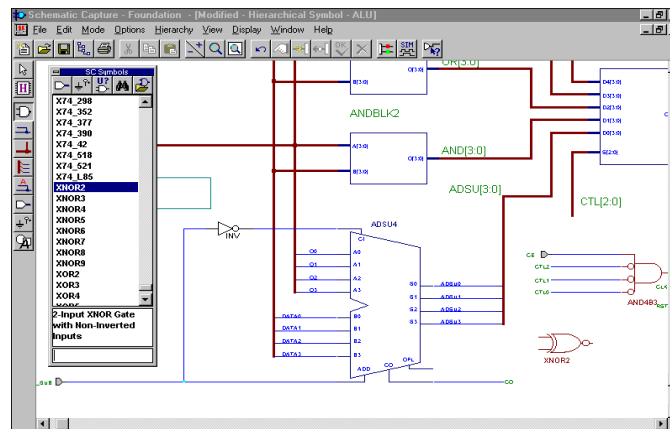 Schematic Capture - Foundation - [Modified - Hierarchical Symbol - ALU]
File Edit Mode Options Hierarchy View Display Window Help
SIM
SC Symbols
X74_298
X74_352
X74_377
X74_390
X74_42
X74_518
X74_521
X74_L85
XNOR2
XNOR3
XNOR4
XNOR5
XNOR6
XNOR7
XNOR8
XNOR9
XOR2
XOR3
XOR4
2-Input XNOR Gate
with Non-Inverted
Inputs
OR[3:0]
B[3:0]
O[3:0]
ANDBLK2
A[3:0]
B[3:0]
O[3:0]
AND[3:0]
ADSU[3:0]
D4[3:0]
D3[3:0]
D2[3:0]
D1[3:0]
D0[3:0]
S[2:0]
CTL[2:0]
INV
ADSU4
CI
O0
O1
O2
O3
A0
A1
A2
A3
DATA0
DATA1
DATA2
DATA3
B0
B1
B2
B3
S0
S1
S2
S3
ADSU0
ADSU1
ADSU2
ADSU3
ADD
CO
OFL
CO
CE
CTL2
CTL1
CTL0
AND4B3
CLK
RST
XNOR2